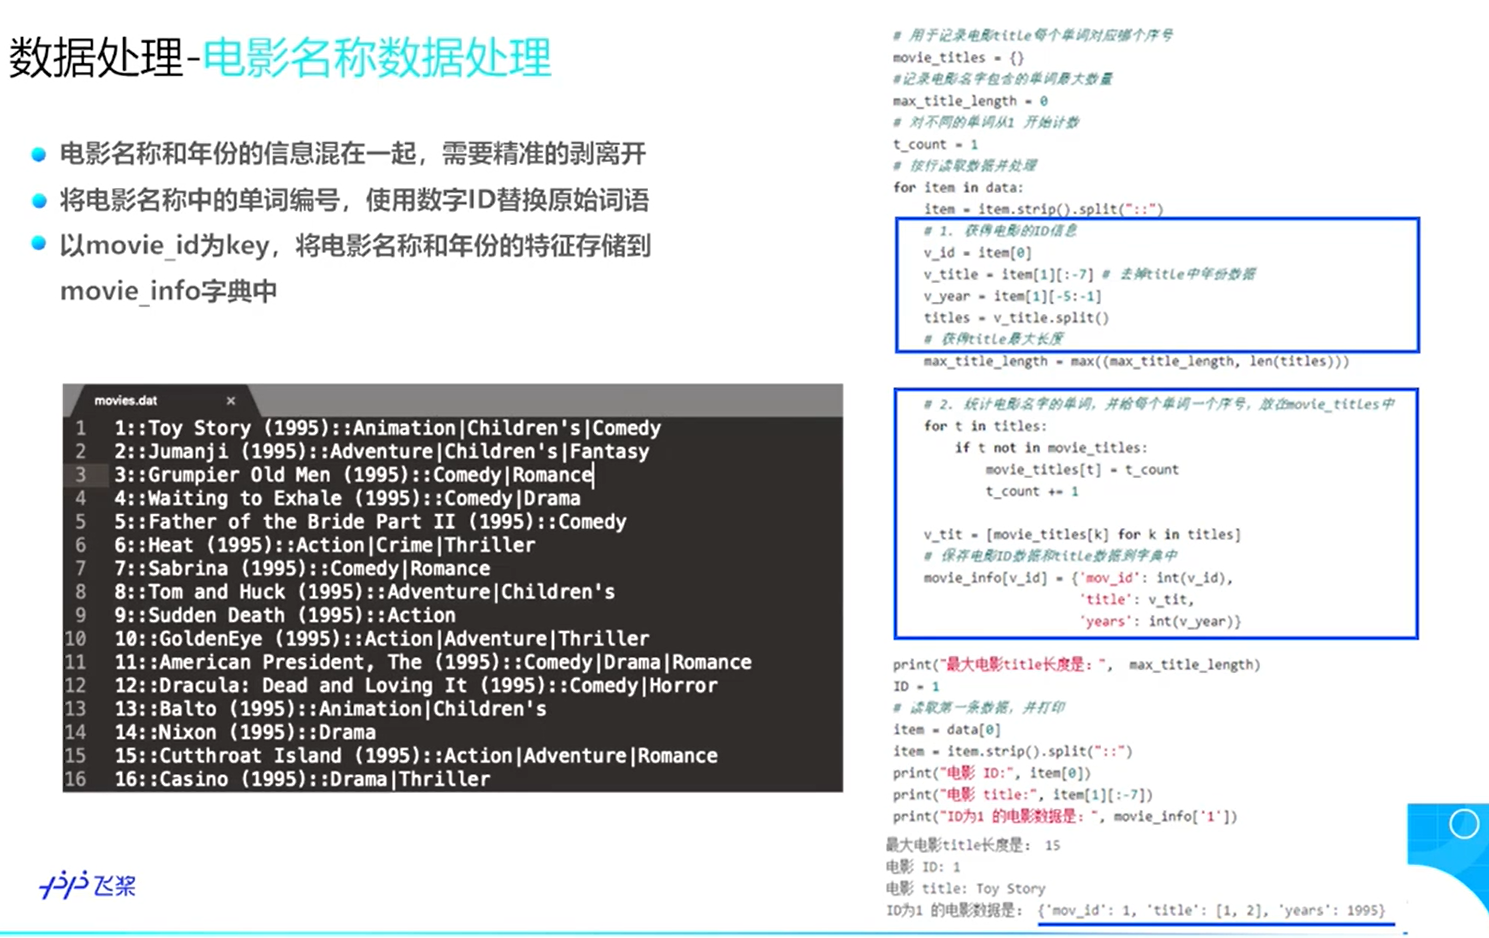 数据处理-电影名称数据处理
电影名称和年份的信息混在一起，需要精准的剥离开
将电影名称中的单词编号，使用数字ID替换原始词语
以movie_id为key，将电影名称和年份的特征存储到
movie_info字典中
movies.dat ×
1 1::Toy Story (1995)::Animation|Children's|Comedy
2 2::Jumanji (1995)::Adventure|Children's|Fantasy
3 3::Grumpier Old Men (1995)::Comedy|Romance
4 4::Waiting to Exhale (1995)::Comedy|Drama
5 5::Father of the Bride Part II (1995)::Comedy
6 6::Heat (1995)::Action|Crime|Thriller
7 7::Sabrina (1995)::Comedy|Romance
8 8::Tom and Huck (1995)::Adventure|Children's
9 9::Sudden Death (1995)::Action
10 10::GoldenEye (1995)::Action|Adventure|Thriller
11 11::American President, The (1995)::Comedy|Drama|Romance
12 12::Dracula: Dead and Loving It (1995)::Comedy|Horror
13 13::Balto (1995)::Animation|Children's
14 14::Nixon (1995)::Drama
15 15::Cutthroat Island (1995)::Action|Adventure|Romance
16 16::Casino (1995)::Drama|Thriller
飞桨
# 用于记录电影title每个单词对应哪个序号
movie_titles = {}
#记录电影名字包含的单词最大数量
max_title_length = 0
# 对不同的单词从1 开始计数
t_count = 1
# 按行读取数据并处理
for item in data:
item = item.strip().split("::")
# 1. 获得电影的ID信息
v_id = item[0]
v_title = item[1][:-7] # 去掉title中年份数据
v_year = item[1][-5:-1]
titles = v_title.split()
# 获得title最大长度
max_title_length = max((max_title_length, len(titles)))
# 2. 统计电影名字的单词，并给每个单词一个序号，放在movie_titles中
for t in titles:
if t not in movie_titles:
movie_titles[t] = t_count
t_count += 1
v_tit = [movie_titles[k] for k in titles]
# 保存电影ID数据和title数据到字典中
movie_info[v_id] = {'mov_id': int(v_id),
'title': v_tit,
'years': int(v_year)}
print("最大电影title长度是：", max_title_length)
ID = 1
# 读取第一条数据，并打印
item = data[0]
item = item.strip().split("::")
print("电影 ID:", item[0])
print("电影 title:", item[1][:-7])
print("ID为1 的电影数据是：", movie_info['1'])
最大电影title长度是： 15
电影 ID: 1
电影 title: Toy Story
ID为1 的电影数据是： {'mov_id': 1, 'title': [1, 2], 'years': 1995}